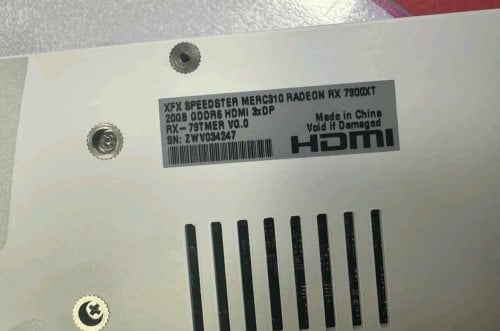 XFX SPEEDSTER MERC310 RADEON RX 7900XT
20GB GDDR6 HDMI 3xDP
RX-79TMER V0.0
SN: ZWV034247
Made in China
Void if Damaged
HDMI